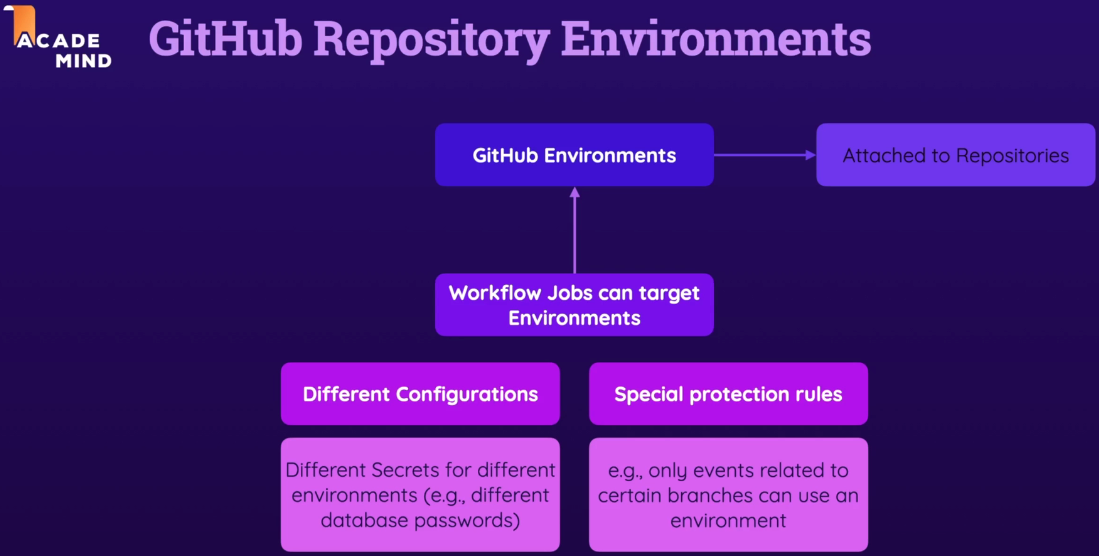 ACADE
MIND
GitHub Repository Environments
GitHub Environments
Attached to Repositories
Workflow Jobs can target
Environments
Different Configurations
Special protection rules
Different Secrets for different
environments (e.g., different
database passwords)
e.g., only events related to
certain branches can use an
environment